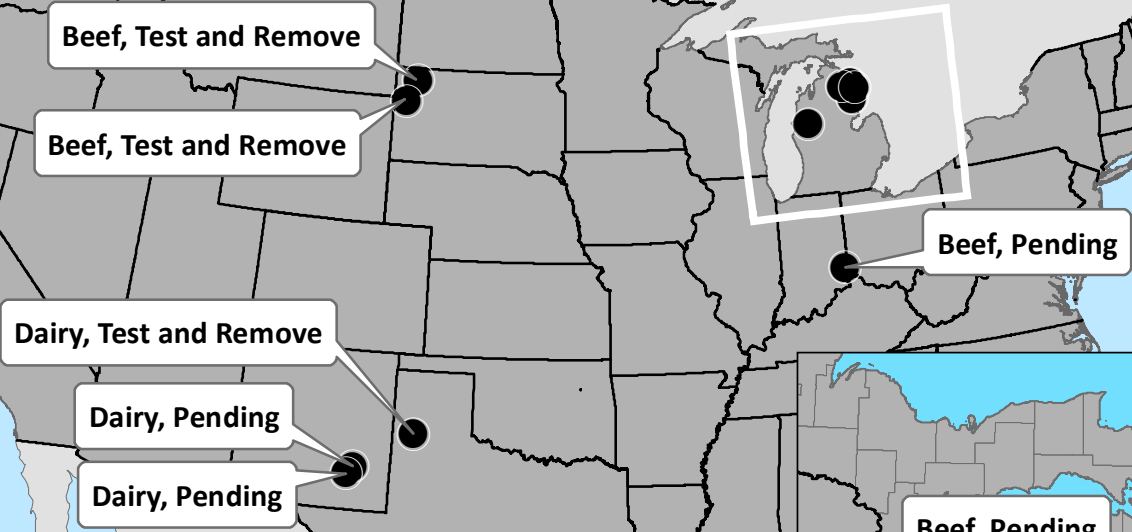 Beef, Test and Remove
Beef, Test and Remove
Beef, Pending
Dairy, Test and Remove
Dairy, Pending
Dairy, Pending
Beef, Pending